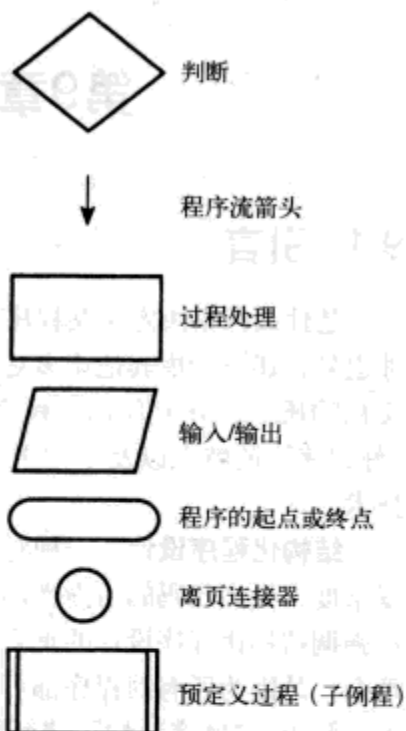 判断
程序流箭头
过程处理
输入/输出
程序的起点或终点
离页连接器
预定义过程（子例程）